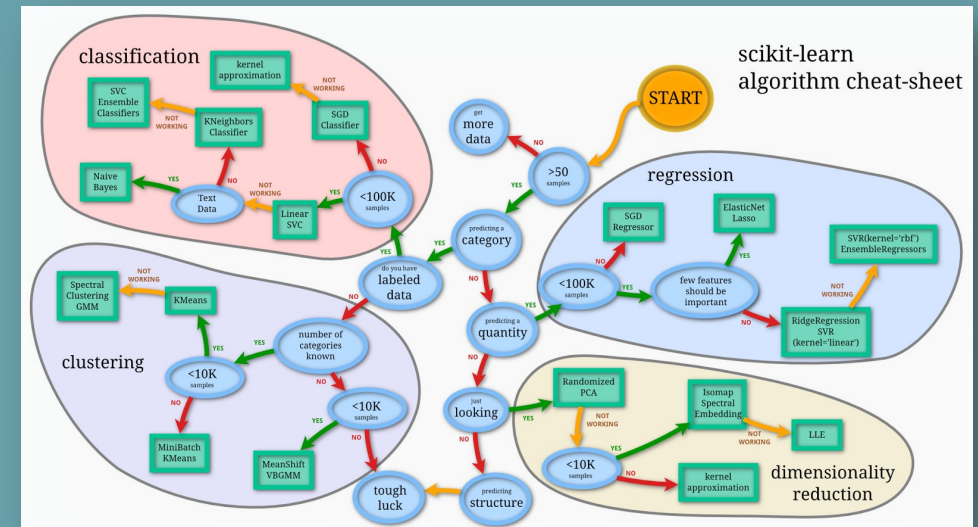 scikit-learn
algorithm cheat-sheet
START
get
more
data
NO
>50
samples
YES
predicting a
category
YES
NO
do you have
labeled
data
YES
NO
predicting a
quantity
YES
NO
just
looking
YES
NO
predicting
structure
tough
luck
classification
kernel
approximation
NOT
WORKING
SVC
Ensemble
Classifiers
NOT
WORKING
KNeighbors
Classifier
SGD
Classifier
NO
<100K
samples
YES
Linear
SVC
NOT
WORKING
Text
Data
NO
YES
Naive
Bayes
regression
<100K
samples
NO
SGD
Regressor
YES
few features
should be
important
YES
ElasticNet
Lasso
NO
RidgeRegression
SVR
(kernel='linear')
NOT
WORKING
SVR(kernel='rbf')
EnsembleRegressors
clustering
number of
categories
known
YES
NO
<10K
samples
YES
KMeans
NOT
WORKING
Spectral
Clustering
GMM
NO
MiniBatch
KMeans
<10K
samples
YES
MeanShift
VBGMM
NO
dimensionality
reduction
Randomized
PCA
NOT
WORKING
<10K
samples
YES
Isomap
Spectral
Embedding
NOT
WORKING
LLE
NO
kernel
approximation